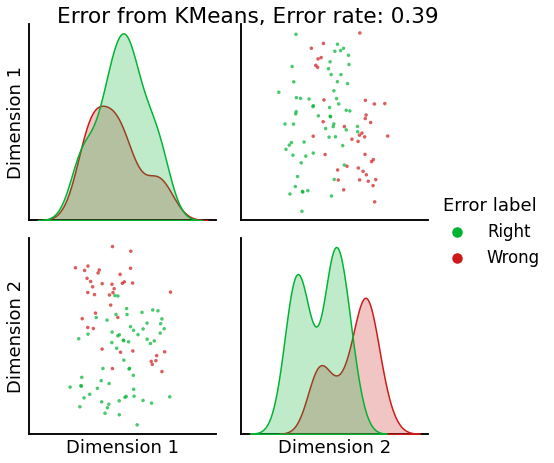 Error from KMeans, Error rate: 0.39
Dimension 1
Error label
Right
Wrong
Dimension 2
Dimension 1
Dimension 2